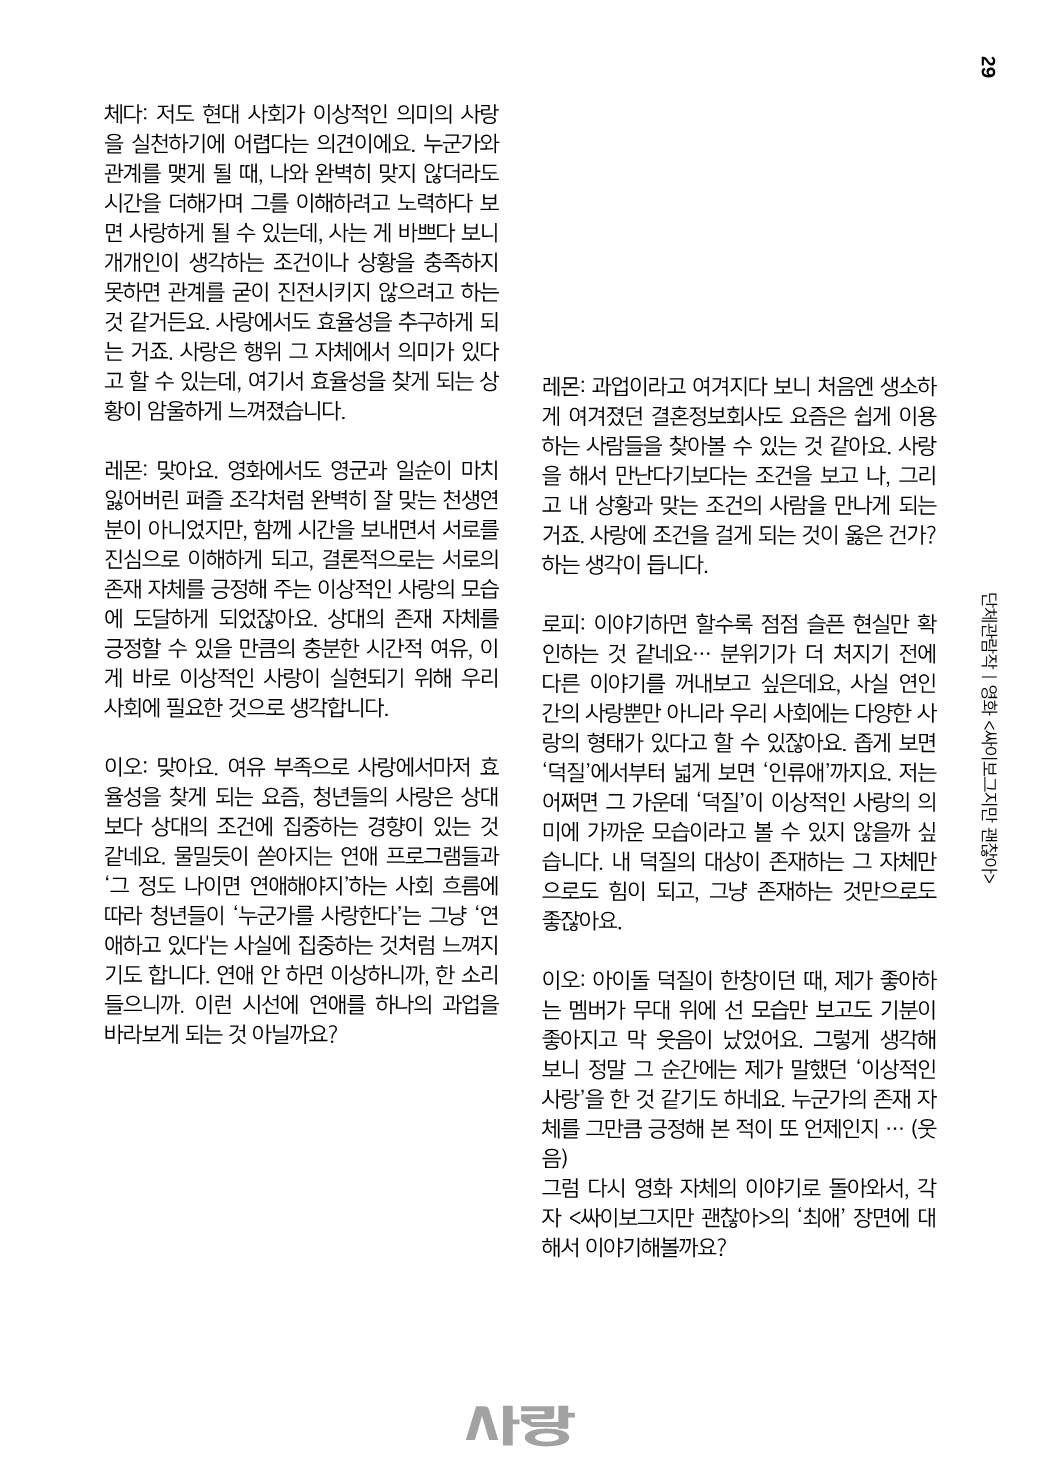 29
체다: 저도 현대 사회가 이상적인 의미의 사랑
을 실천하기에 어렵다는 의견이에요. 누군가와
관계를 맺게 될 때, 나와 완벽히 맞지 않더라도
시간을 더해가며 그를 이해하려고 노력하다 보
면 사랑하게 될 수 있는데, 사는 게 바쁘다 보니
개개인이 생각하는 조건이나 상황을 충족하지
못하면 관계를 굳이 진전시키지 않으려고 하는
것 같거든요. 사랑에서도 효율성을 추구하게 되
는 거죠. 사랑은 행위 그 자체에서 의미가 있다
고 할 수 있는데, 여기서 효율성을 찾게 되는 상
황이 암울하게 느껴졌습니다.
레몬: 맞아요. 영화에서도 영군과 일순이 마치
잃어버린 퍼즐 조각처럼 완벽히 잘 맞는 천생연
분이 아니었지만, 함께 시간을 보내면서 서로를
진심으로 이해하게 되고, 결론적으로는 서로의
존재 자체를 긍정해 주는 이상적인 사랑의 모습
에 도달하게 되었잖아요. 상대의 존재 자체를
긍정할 수 있을 만큼의 충분한 시간적 여유, 이
게 바로 이상적인 사랑이 실현되기 위해 우리
사회에 필요한 것으로 생각합니다.
이오: 맞아요. 여유 부족으로 사랑에서마저 효
율성을 찾게 되는 요즘, 청년들의 사랑은 상대
보다 상대의 조건에 집중하는 경향이 있는 것
같네요. 물밀듯이 쏟아지는 연애 프로그램들과
‘그 정도 나이면 연애해야지’하는 사회 흐름에
따라 청년들이 ‘누군가를 사랑한다’는 그냥 ‘연
애하고 있다'는 사실에 집중하는 것처럼 느껴지
기도 합니다. 연애 안 하면 이상하니까, 한 소리
들으니까. 이런 시선에 연애를 하나의 과업을
바라보게 되는 것 아닐까요?
레몬: 과업이라고 여겨지다 보니 처음엔 생소하
게 여겨졌던 결혼정보회사도 요즘은 쉽게 이용
하는 사람들을 찾아볼 수 있는 것 같아요. 사랑
을 해서 만난다기보다는 조건을 보고 나, 그리
고 내 상황과 맞는 조건의 사람을 만나게 되는
거죠. 사랑에 조건을 걸게 되는 것이 옳은 건가?
하는 생각이 듭니다.
로피: 이야기하면 할수록 점점 슬픈 현실만 확
인하는 것 같네요… 분위기가 더 처지기 전에
다른 이야기를 꺼내보고 싶은데요, 사실 연인
간의 사랑뿐만 아니라 우리 사회에는 다양한 사
랑의 형태가 있다고 할 수 있잖아요. 좁게 보면
‘덕질’에서부터 넓게 보면 ‘인류애’까지요. 저는
어쩌면 그 가운데 ‘덕질’이 이상적인 사랑의 의
미에 가까운 모습이라고 볼 수 있지 않을까 싶
습니다. 내 덕질의 대상이 존재하는 그 자체만
으로도 힘이 되고, 그냥 존재하는 것만으로도
좋잖아요.
이오: 아이돌 덕질이 한창이던 때, 제가 좋아하
는 멤버가 무대 위에 선 모습만 보고도 기분이
좋아지고 막 웃음이 났었어요. 그렇게 생각해
보니 정말 그 순간에는 제가 말했던 ‘이상적인
사랑’을 한 것 같기도 하네요. 누군가의 존재 자
체를 그만큼 긍정해 본 적이 또 언제인지 … (웃
음)
그럼 다시 영화 자체의 이야기로 돌아와서, 각
자 <싸이보그지만 괜찮아>의 ‘최애’ 장면에 대
해서 이야기해볼까요?
단체관람작 | 영화 <싸이보그지만 괜찮아>
사랑